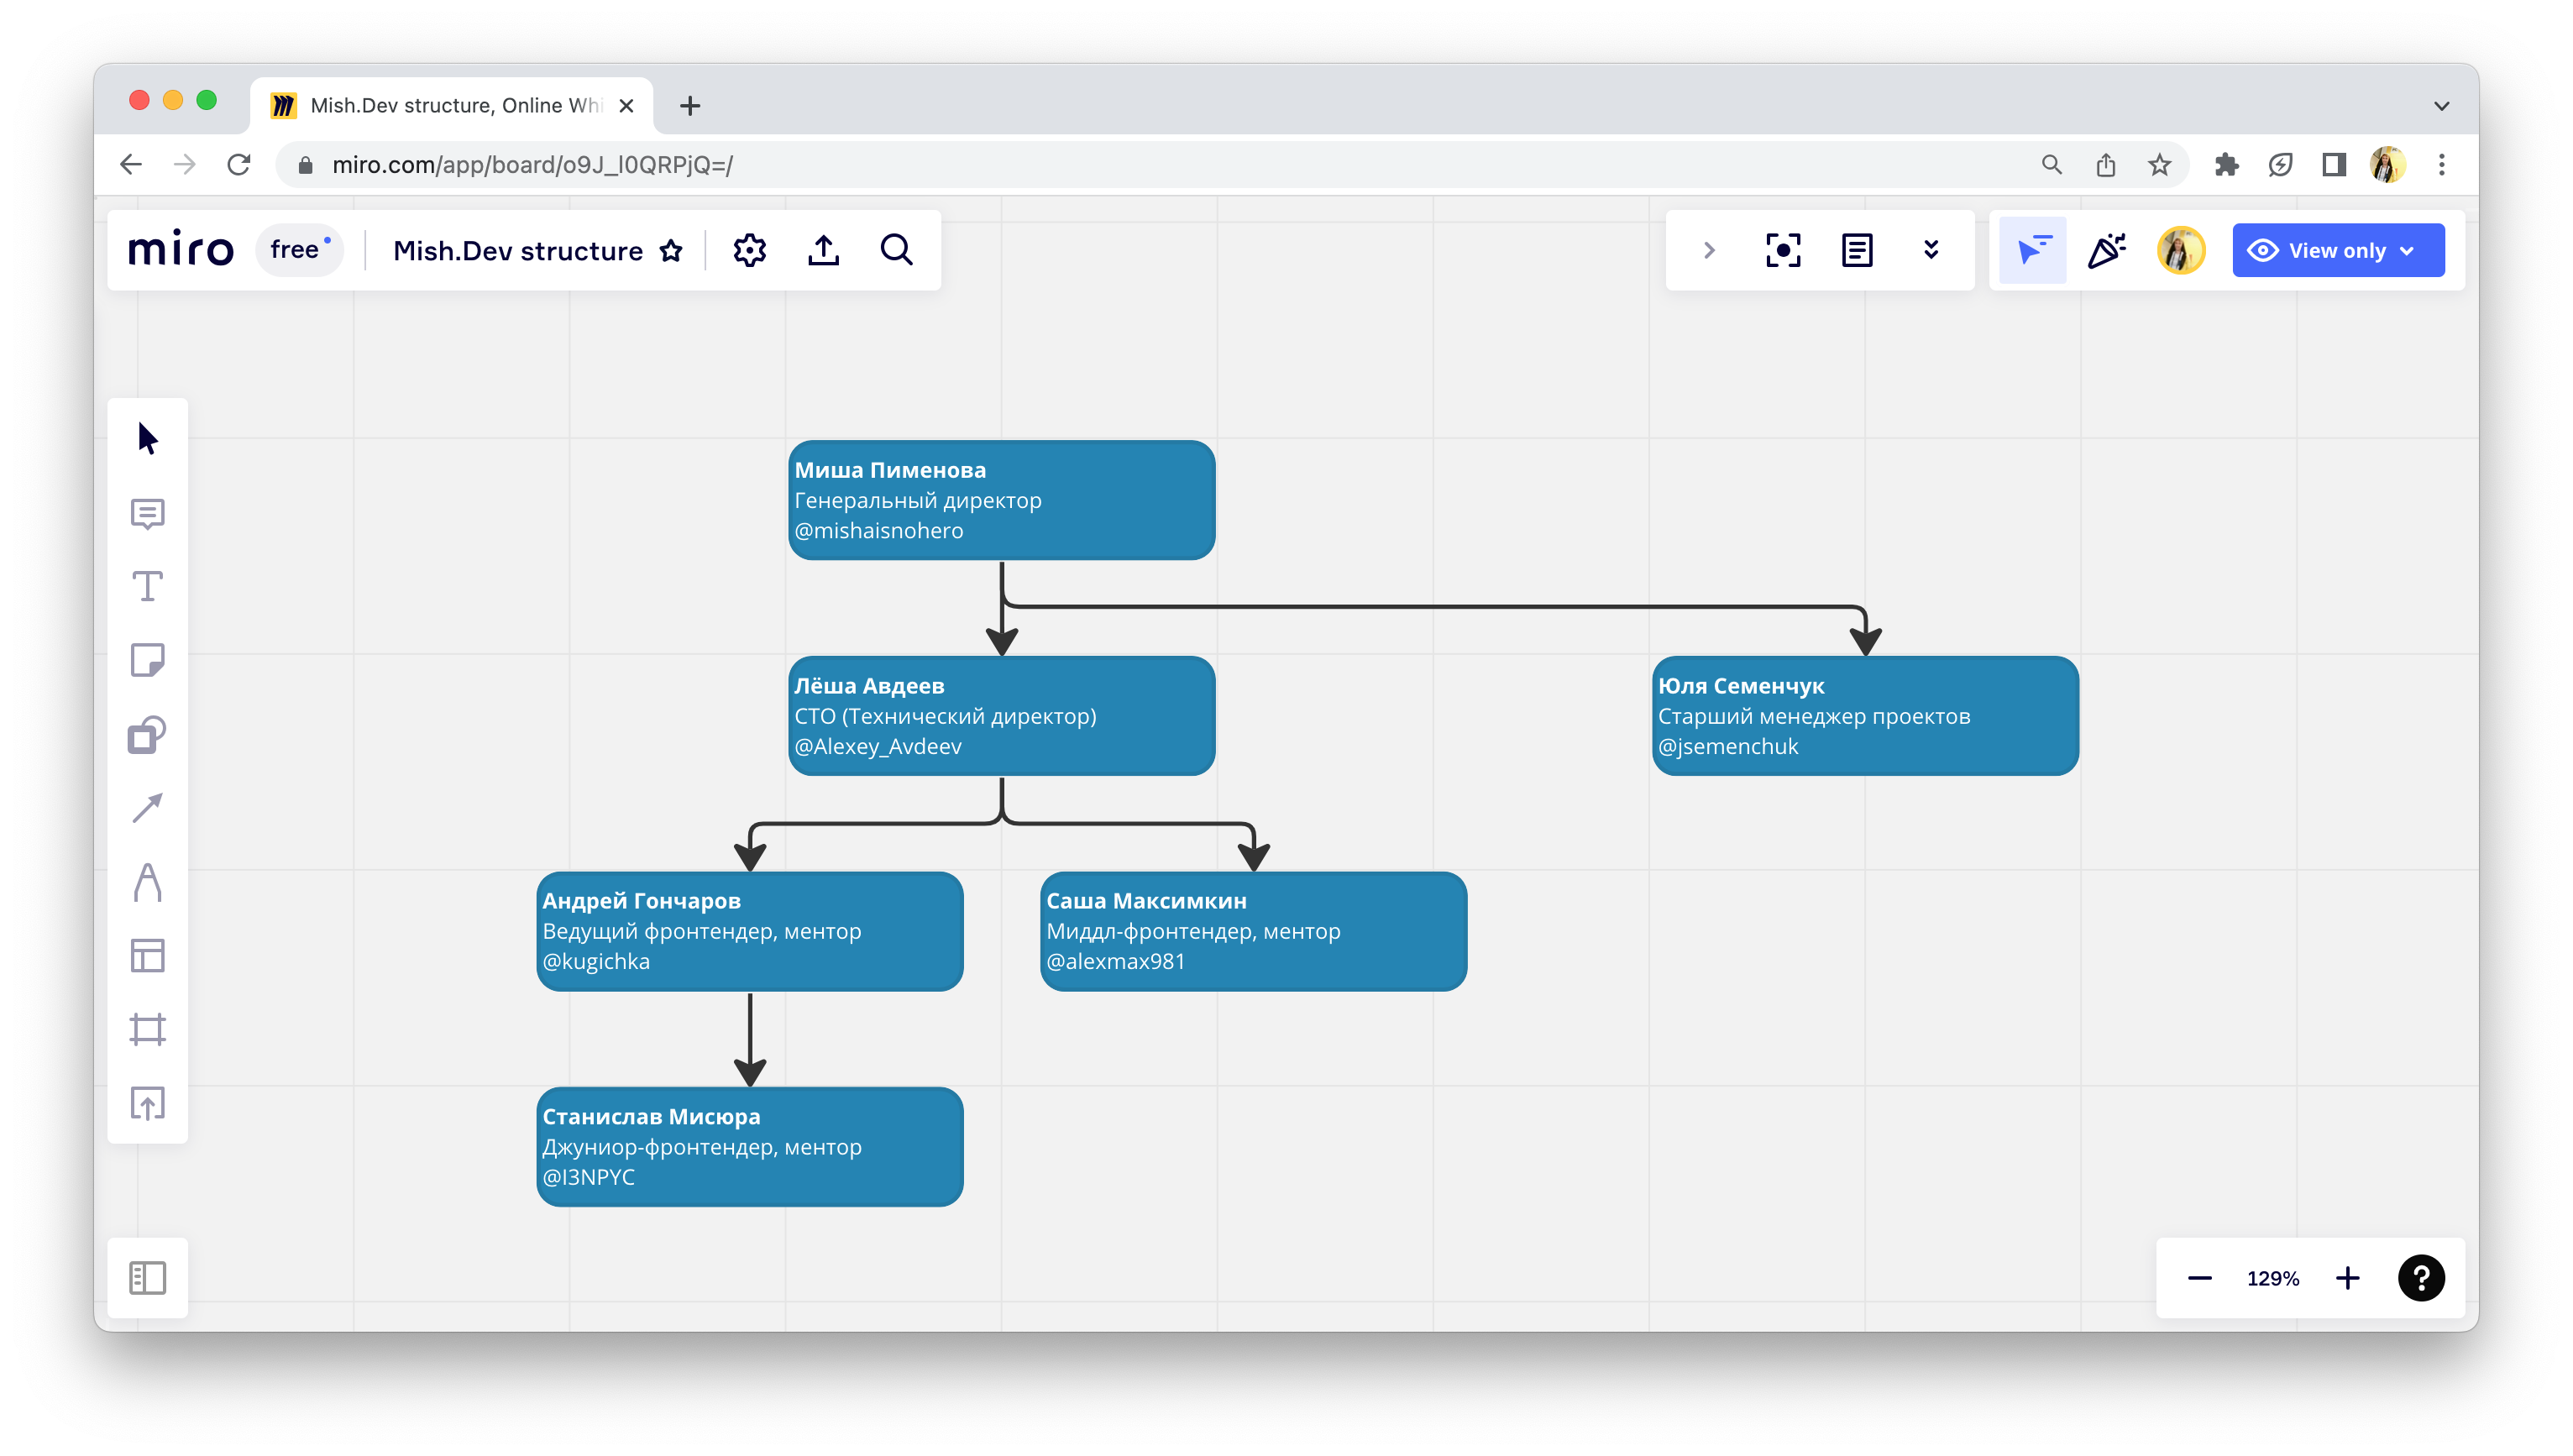 Mish.Dev structure, Online Whi
miro.com/app/board/o9J_l0QRPjQ=/
miro
free
Mish.Dev structure
View only
Миша Пименова
Генеральный директор
@mishaisnohero
Лёша Авдеев
CTO (Технический директор)
@Alexey_Avdeev
Юля Семенчук
Старший менеджер проектов
@jsemenchuk
Андрей Гончаров
Ведущий фронтендер, ментор
@kugichka
Саша Максимкин
Миддл-фронтендер, ментор
@alexmax981
Станислав Мисюра
Джуниор-фронтендер, ментор
@I3NPYC
129%